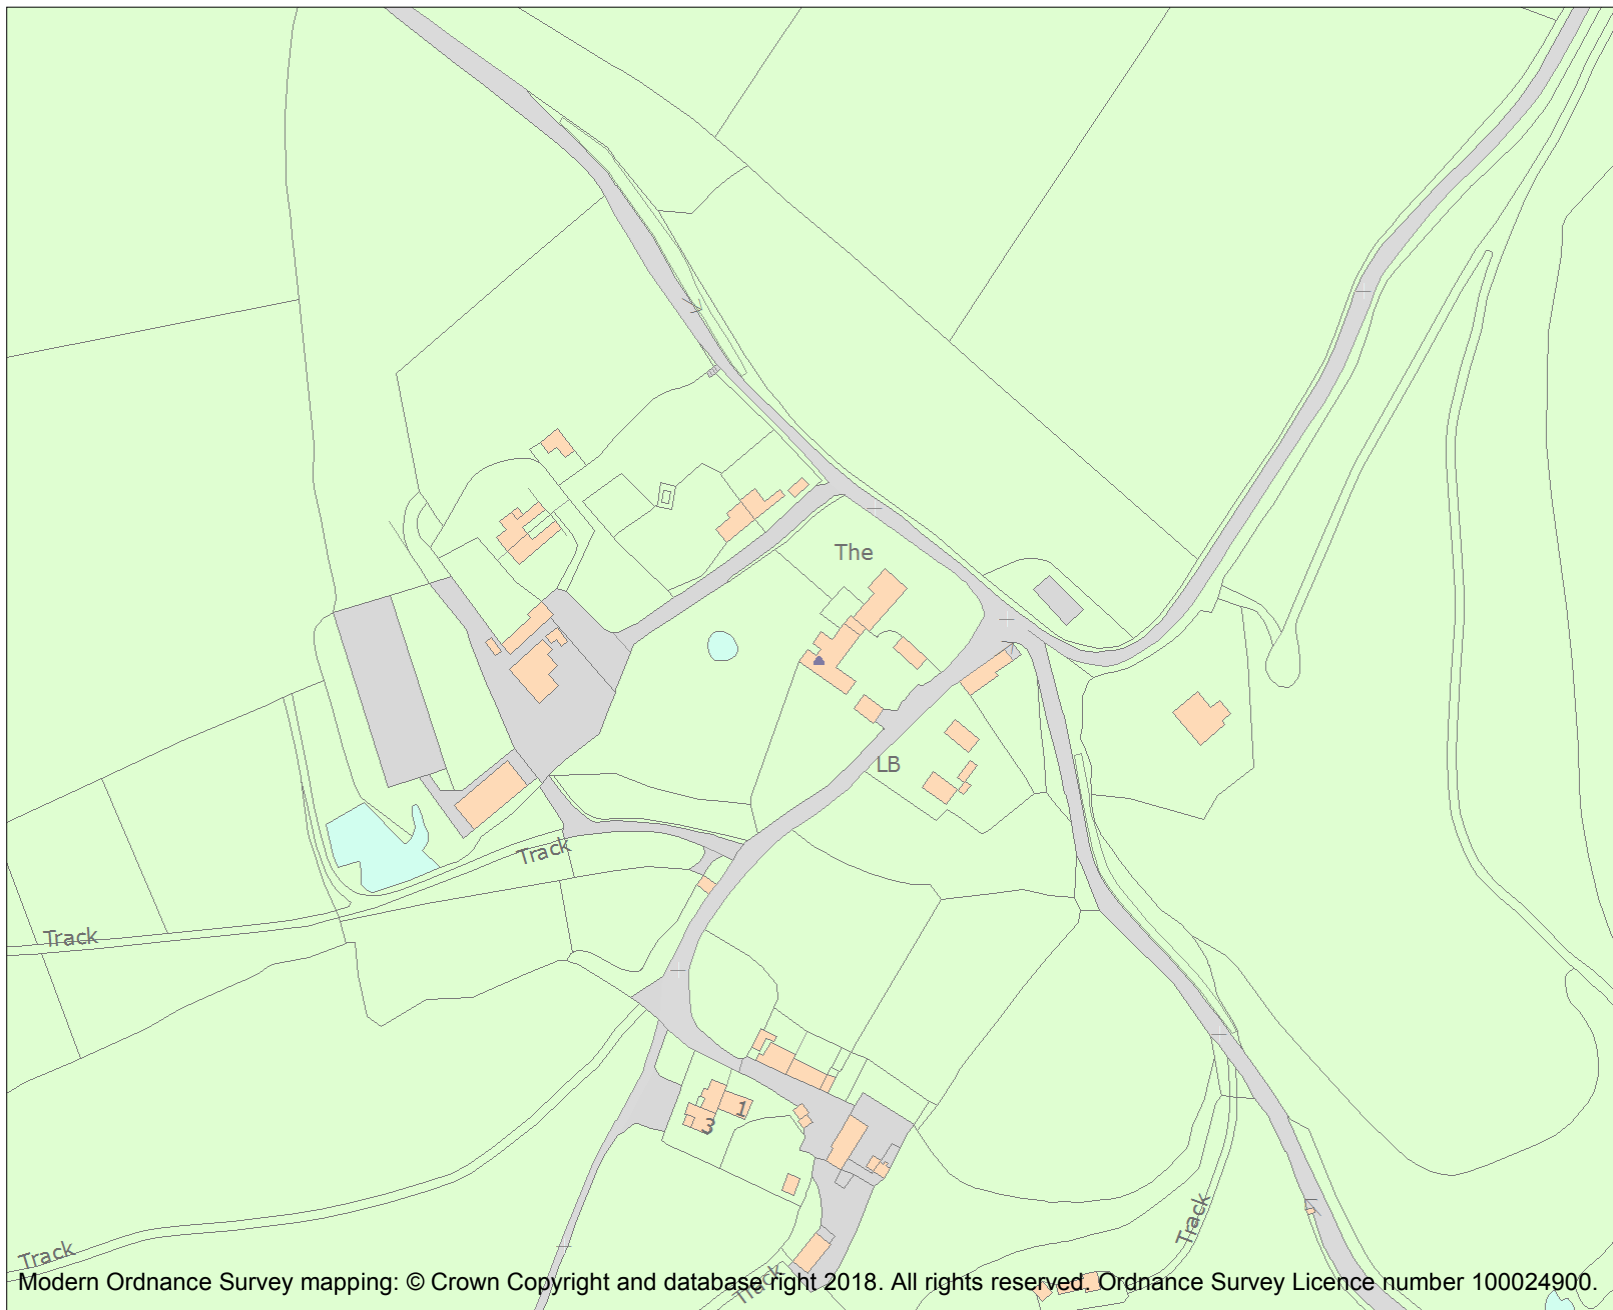 The
LB
Track
Track
1
3
Track
Track
Track
Modern Ordnance Survey mapping: © Crown Copyright and database right 2018. All rights reserved. Ordnance Survey Licence number 100024900.